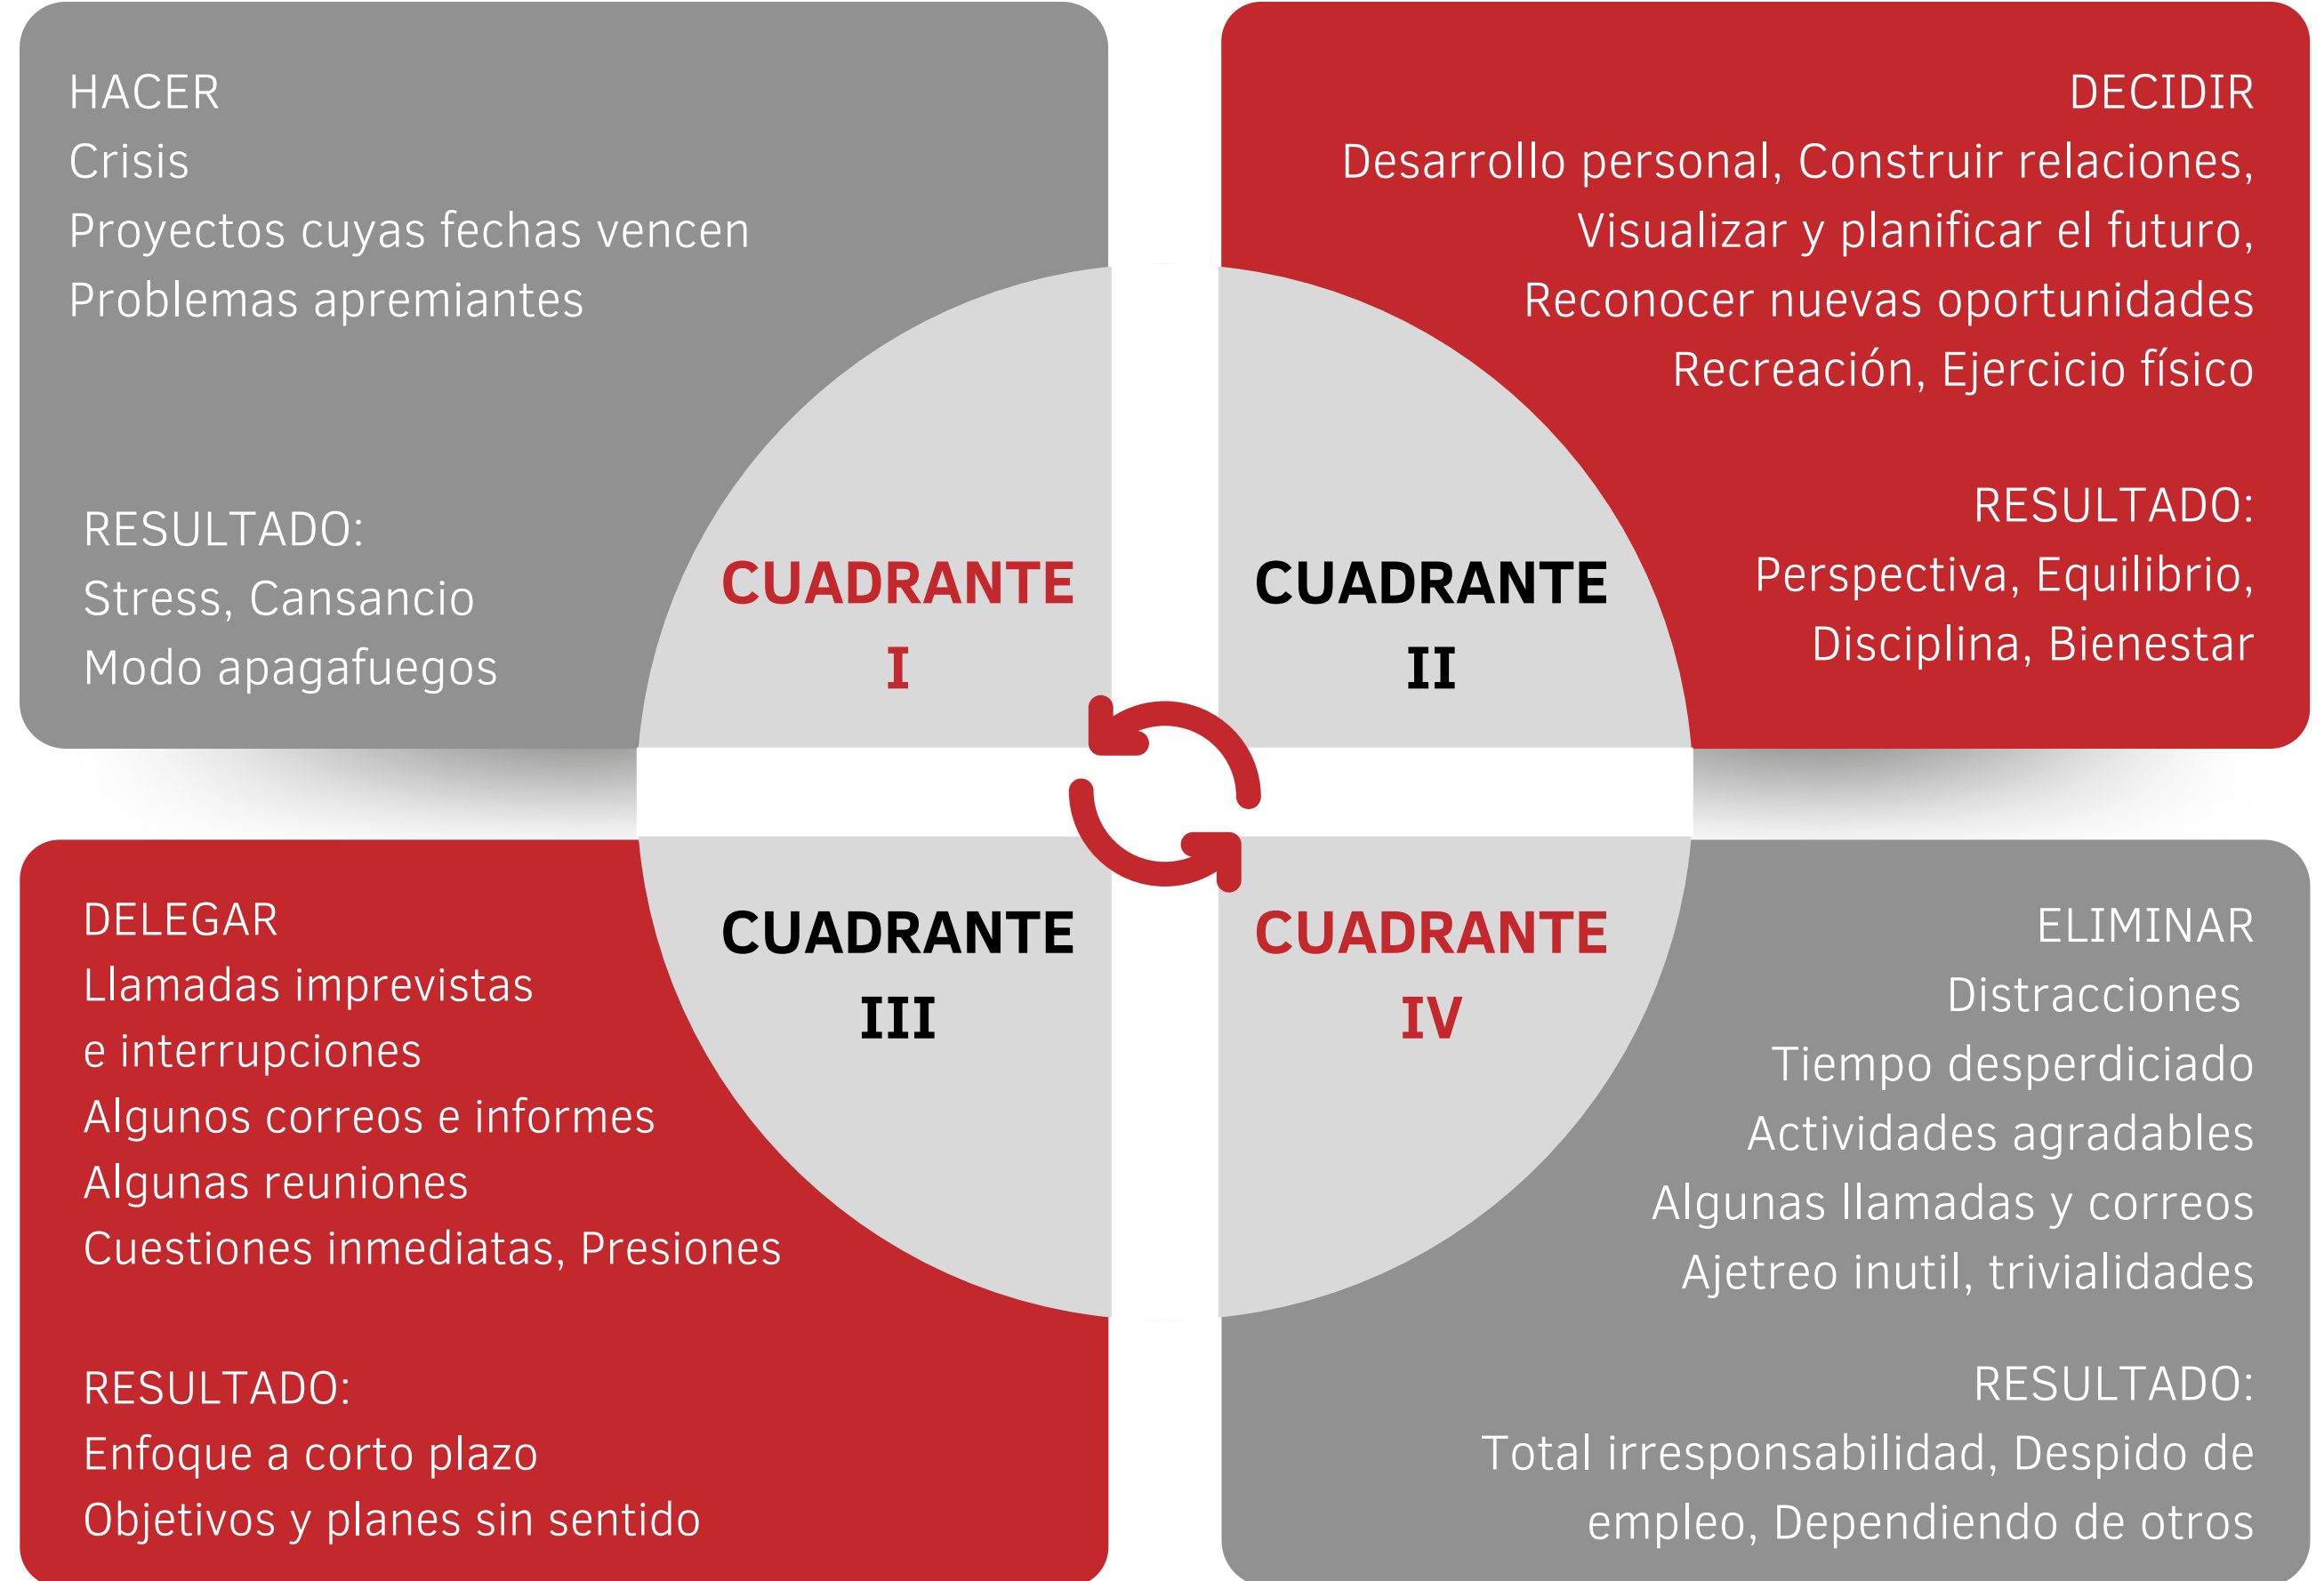 HACER
Crisis
Proyectos cuyas fechas vencen
Problemas apremiantes
RESULTADO:
Stress, Cansancio
Modo apagafuegos
CUADRANTE
I
DECIDIR
Desarrollo personal, Construir relaciones,
Visualizar y planificar el futuro,
Reconocer nuevas oportunidades
Recreación, Ejercicio físico
RESULTADO:
Perspectiva, Equilibrio,
Disciplina, Bienestar
CUADRANTE
II
DELEGAR
Llamadas imprevistas
e interrupciones
Algunos correos e informes
Algunas reuniones
Cuestiones inmediatas, Presiones
RESULTADO:
Enfoque a corto plazo
Objetivos y planes sin sentido
CUADRANTE
III
ELIMINAR
Distracciones
Tiempo desperdiciado
Actividades agradables
Algunas llamadas y correos
Ajetreo inutil, trivialidades
RESULTADO:
Total irresponsabilidad, Despido de
empleo, Dependiendo de otros
CUADRANTE
IV